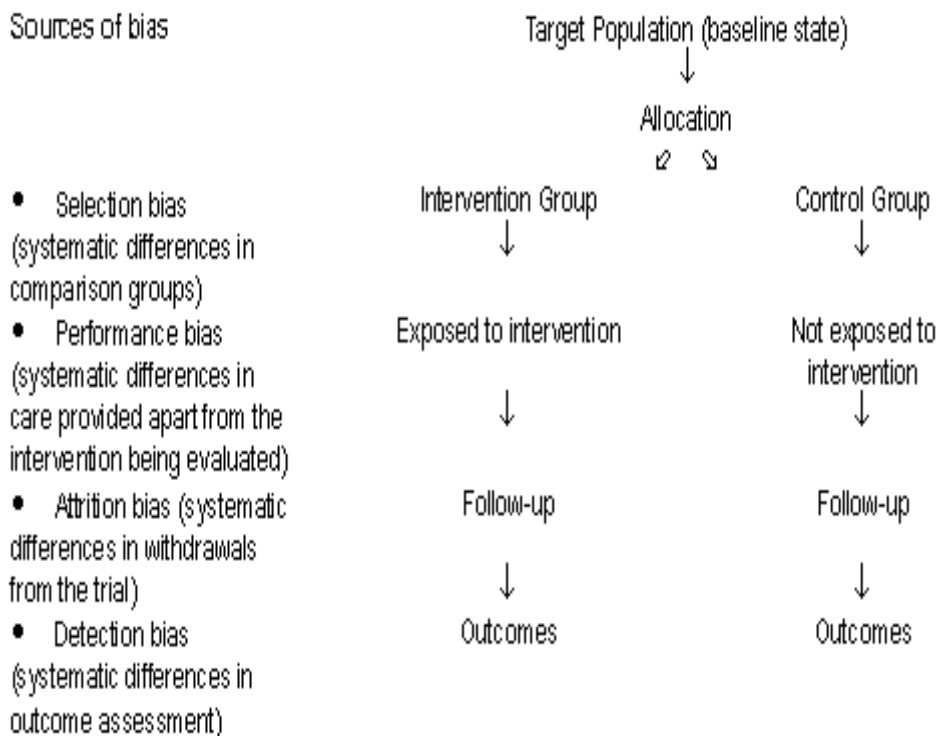 Sources of bias
Target Population (baseline state)
↓
Allocation
⇙ ⇘
• Selection bias
(systematic differences in
comparison groups)
Intervention Group
Control Group
↓ ↓
• Performance bias
(systematic differences in
care provided apart from the
intervention being evaluated)
Exposed to intervention
Not exposed to
intervention
↓ ↓
• Attrition bias (systematic
differences in withdrawals
from the trial)
Follow-up
Follow-up
↓ ↓
• Detection bias
(systematic differences in
outcome assessment)
Outcomes
Outcomes